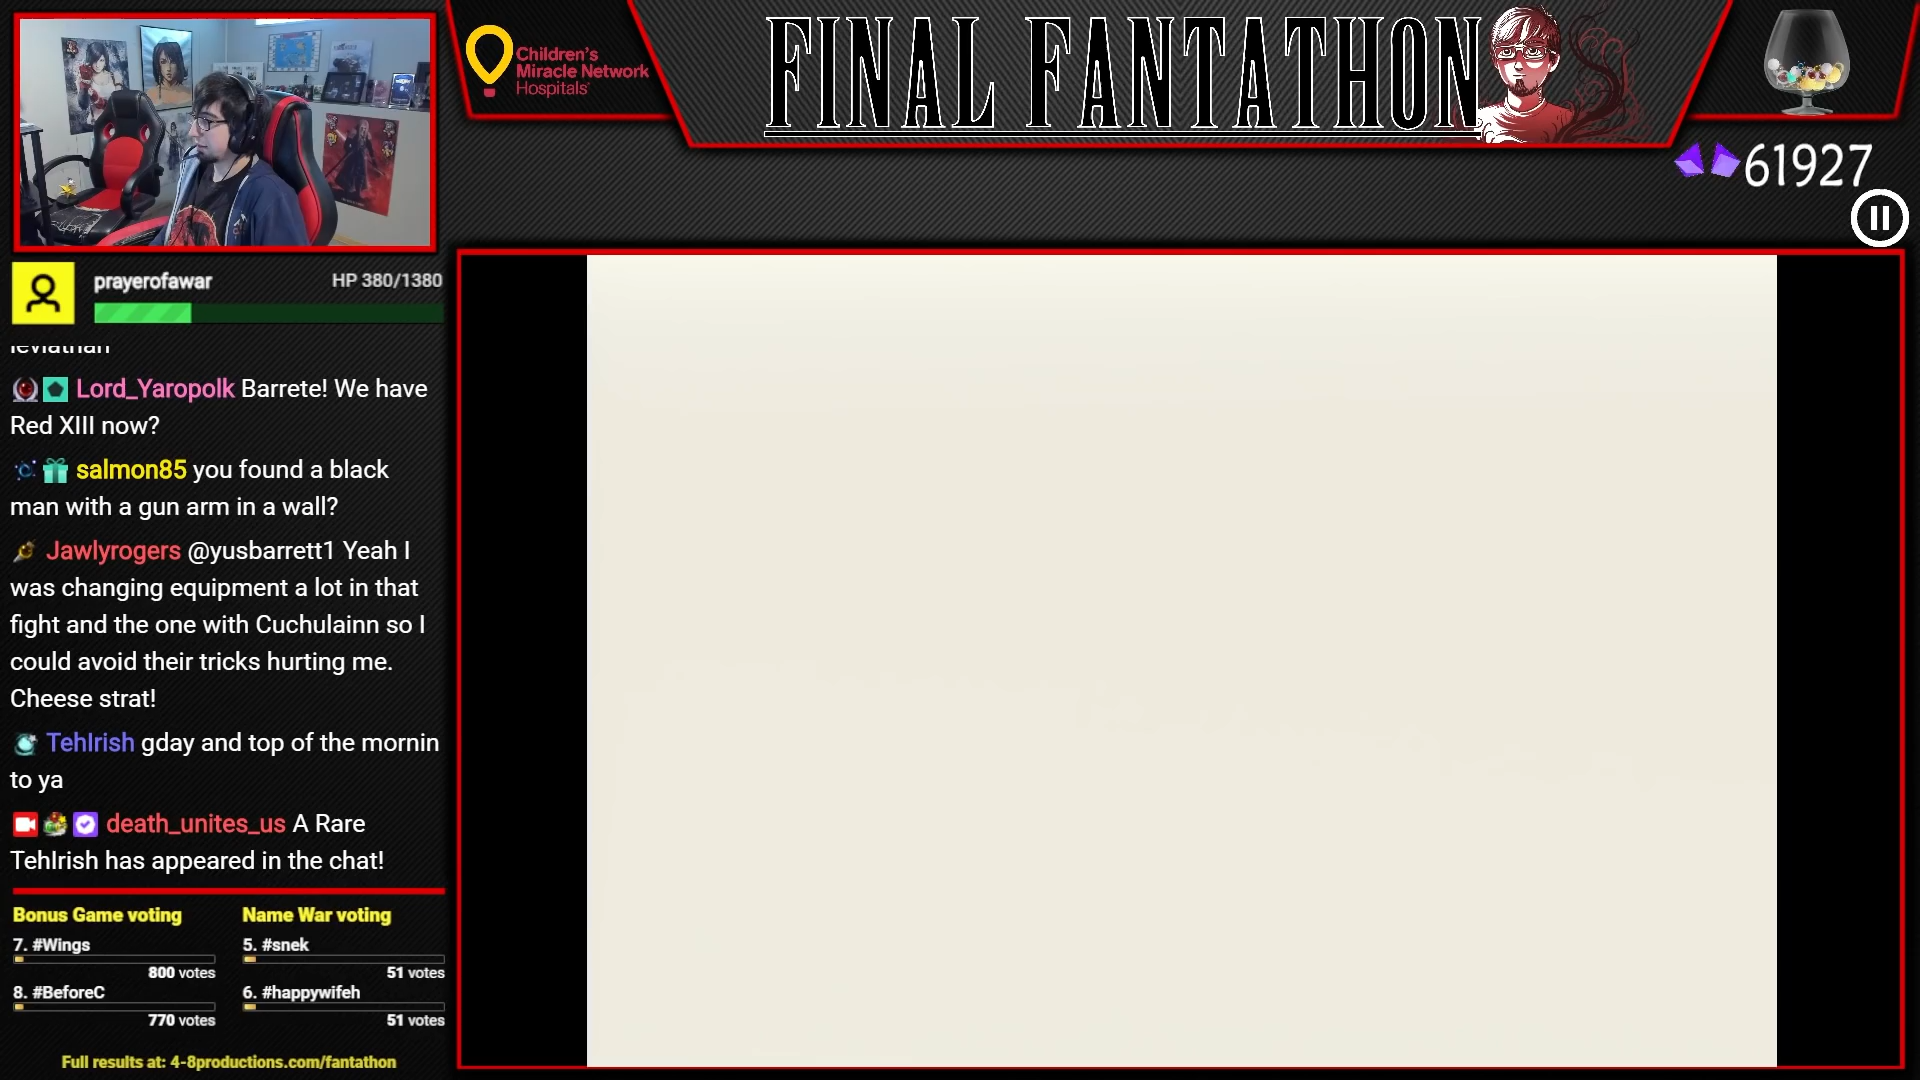 Children's
Miracle Network
Hospitals
FINAL FANTATHON
61927
prayerofawar HP 380/1380
leviathan
Lord_Yaropolk Barrete! We have
Red XIII now?
salmon85 you found a black
man with a gun arm in a wall?
Jawlyrogers @yusbarrett1 Yeah I
was changing equipment a lot in that
fight and the one with Cuchulainn so I
could avoid their tricks hurting me.
Cheese strat!
TehIrish gday and top of the mornin
to ya
death_unites_us A Rare
TehIrish has appeared in the chat!
Bonus Game voting
7. #Wings
800 votes
8. #BeforeC
770 votes
Name War voting
5. #snek
51 votes
6. #happywifeh
51 votes
Full results at: 4-8productions.com/fantathon